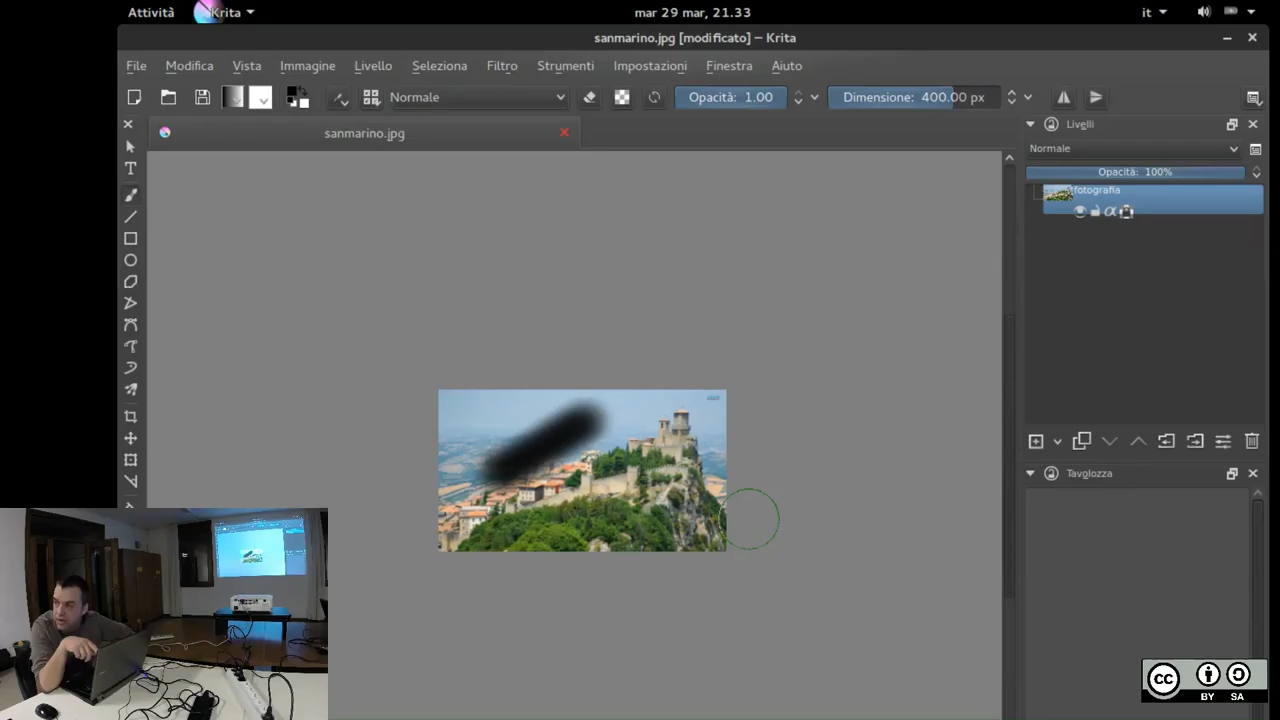 Attività Krita mar 29 mar, 21.33 it
sanmarino.jpg [modificato] – Krita
File Modifica Vista Immagine Livello Seleziona Filtro Strumenti Impostazioni Finestra Aiuto
Normale Opacità: 1.00 Dimensione: 400.00 px
sanmarino.jpg
Livelli
Normale
Opacità: 100%
fotografia
Tavolozza
cc
BY SA